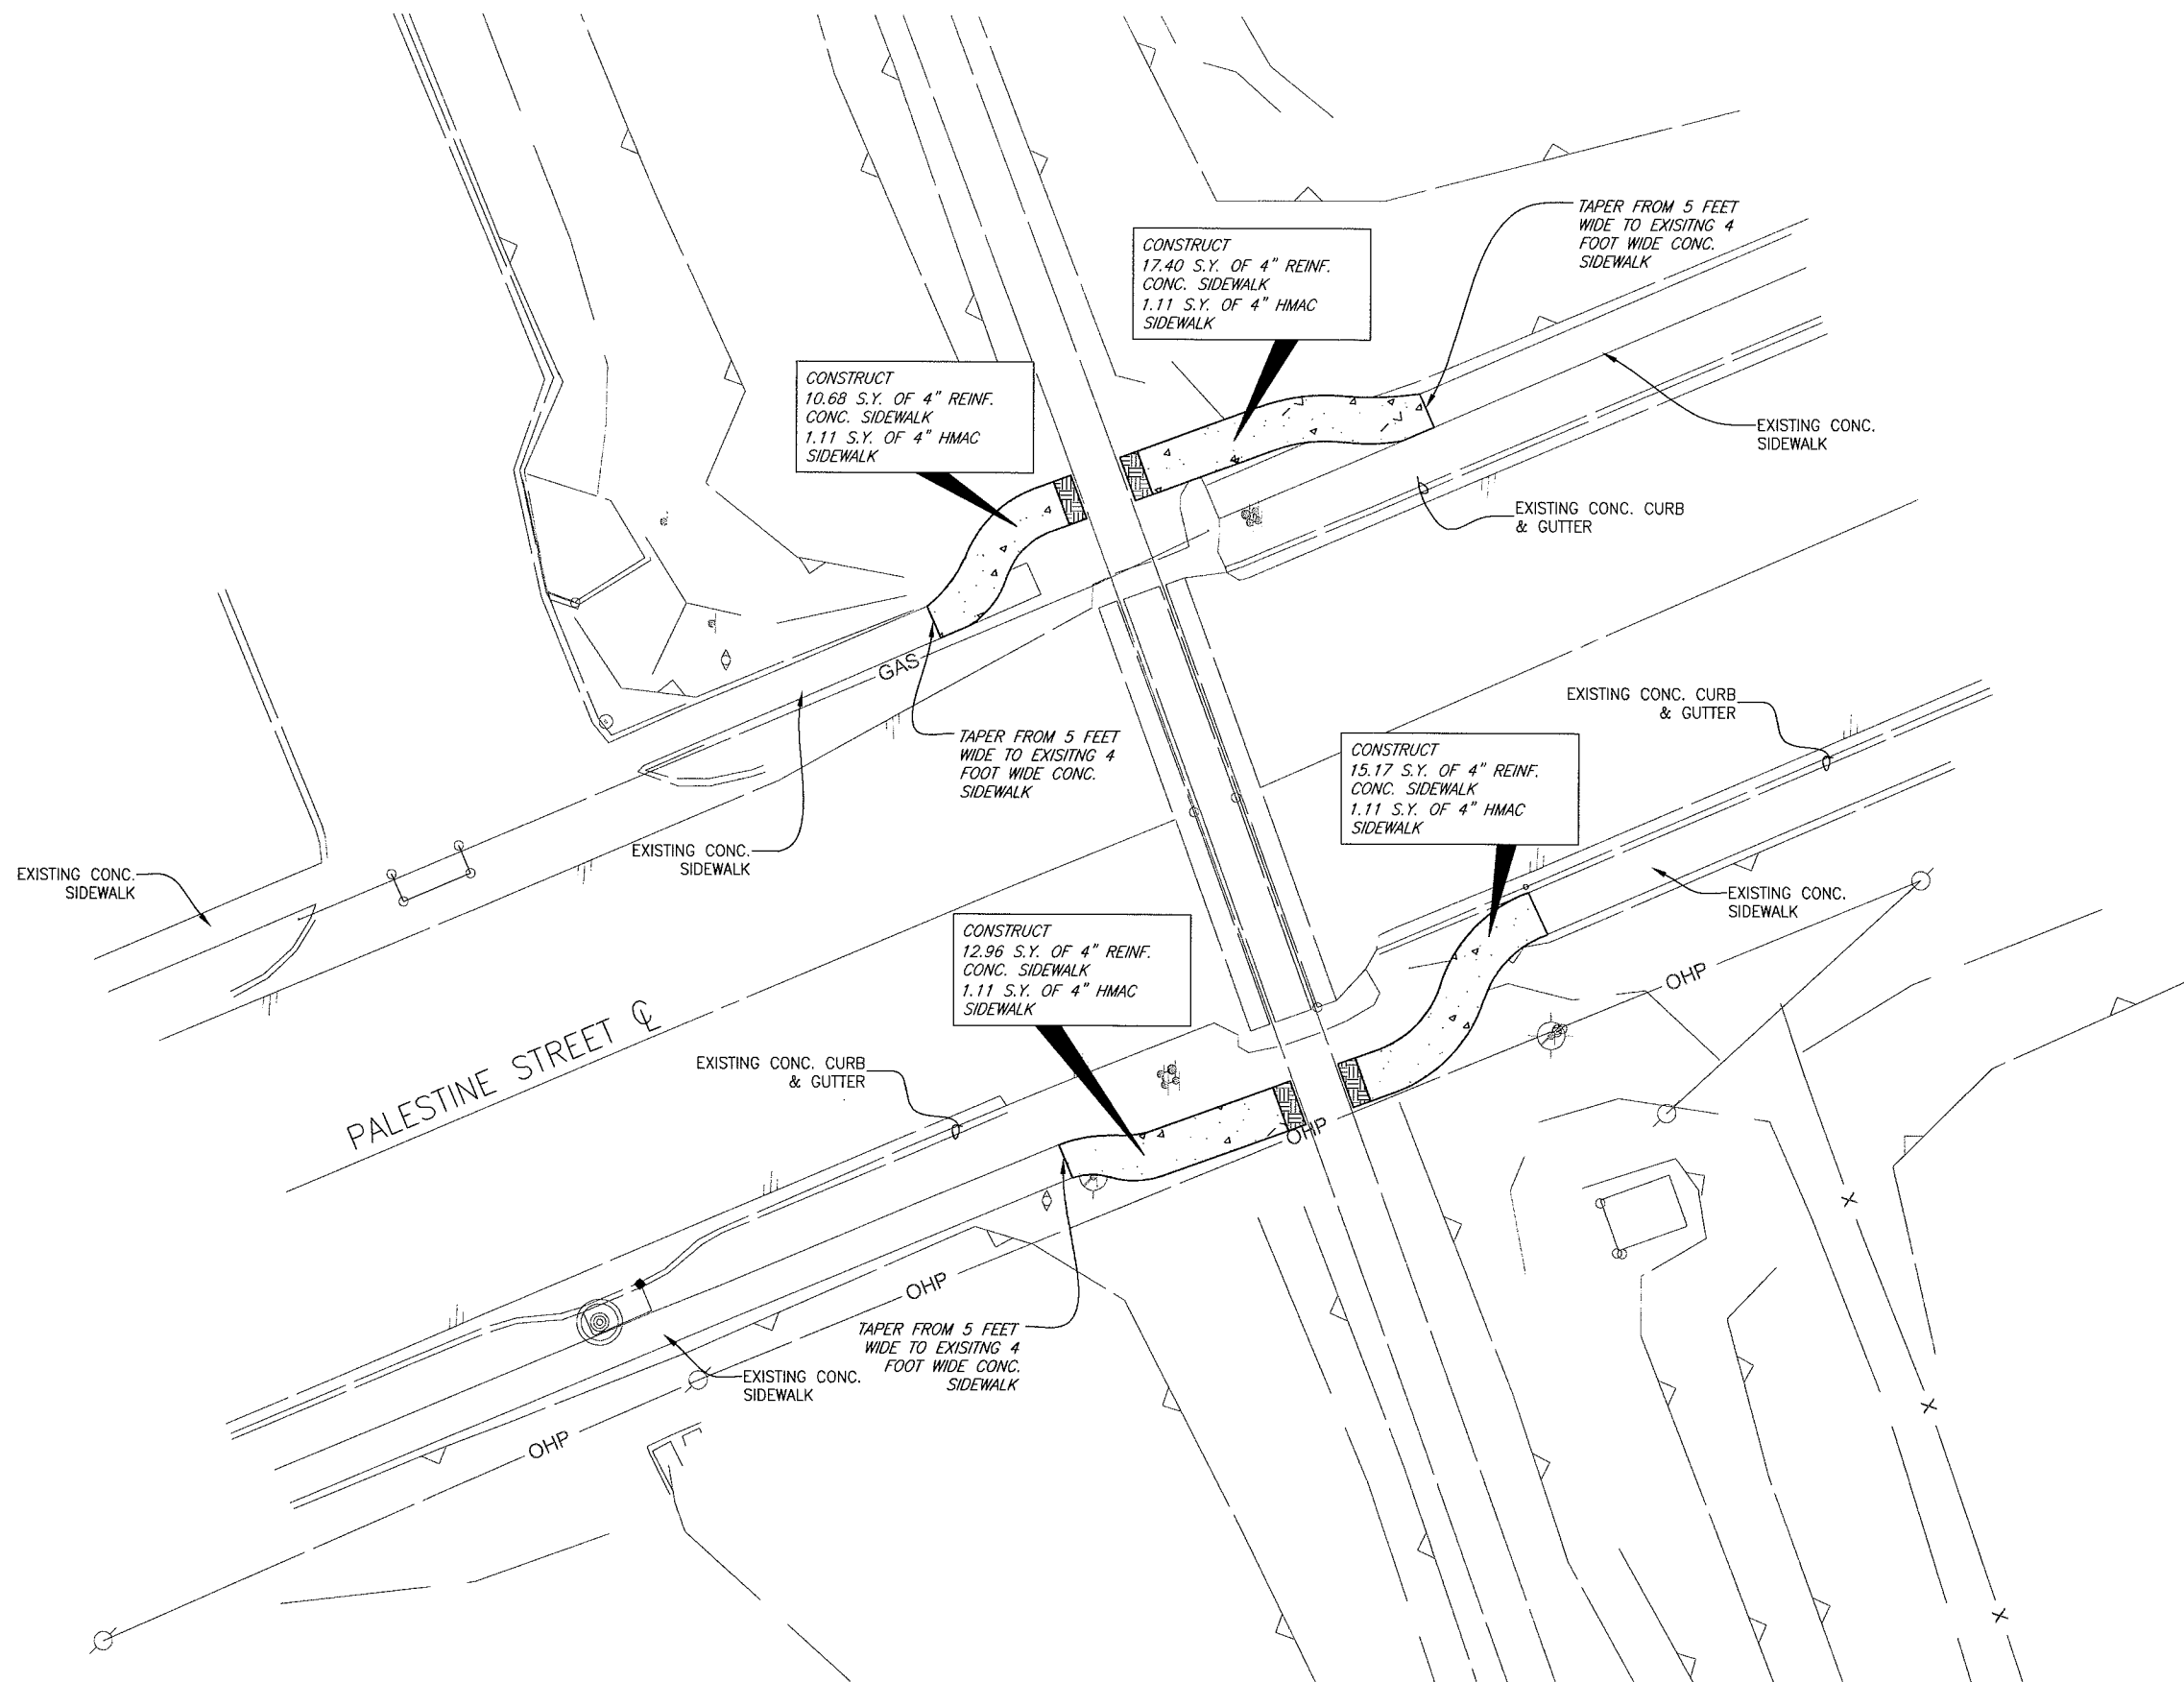 TAPER FROM 5 FEET
WIDE TO EXISITNG 4
FOOT WIDE CONC.
SIDEWALK
CONSTRUCT
17.40 S.Y. OF 4" REINF.
CONC. SIDEWALK
1.11 S.Y. OF 4" HMAC
SIDEWALK
CONSTRUCT
10.68 S.Y. OF 4" REINF.
CONC. SIDEWALK
1.11 S.Y. OF 4" HMAC
SIDEWALK
EXISTING CONC.
SIDEWALK
EXISTING CONC. CURB
& GUTTER
GAS
EXISTING CONC. CURB
& GUTTER
TAPER FROM 5 FEET
WIDE TO EXISITNG 4
FOOT WIDE CONC.
SIDEWALK
CONSTRUCT
15.17 S.Y. OF 4" REINF.
CONC. SIDEWALK
1.11 S.Y. OF 4" HMAC
SIDEWALK
EXISTING CONC.
SIDEWALK
EXISTING CONC.
SIDEWALK
EXISTING CONC.
SIDEWALK
CONSTRUCT
12.96 S.Y. OF 4" REINF.
CONC. SIDEWALK
1.11 S.Y. OF 4" HMAC
SIDEWALK
OHP
PALESTINE STREET ℄
EXISTING CONC. CURB
& GUTTER
OHP
OHP
TAPER FROM 5 FEET
WIDE TO EXISITNG 4
FOOT WIDE CONC.
SIDEWALK
EXISTING CONC.
SIDEWALK
OHP